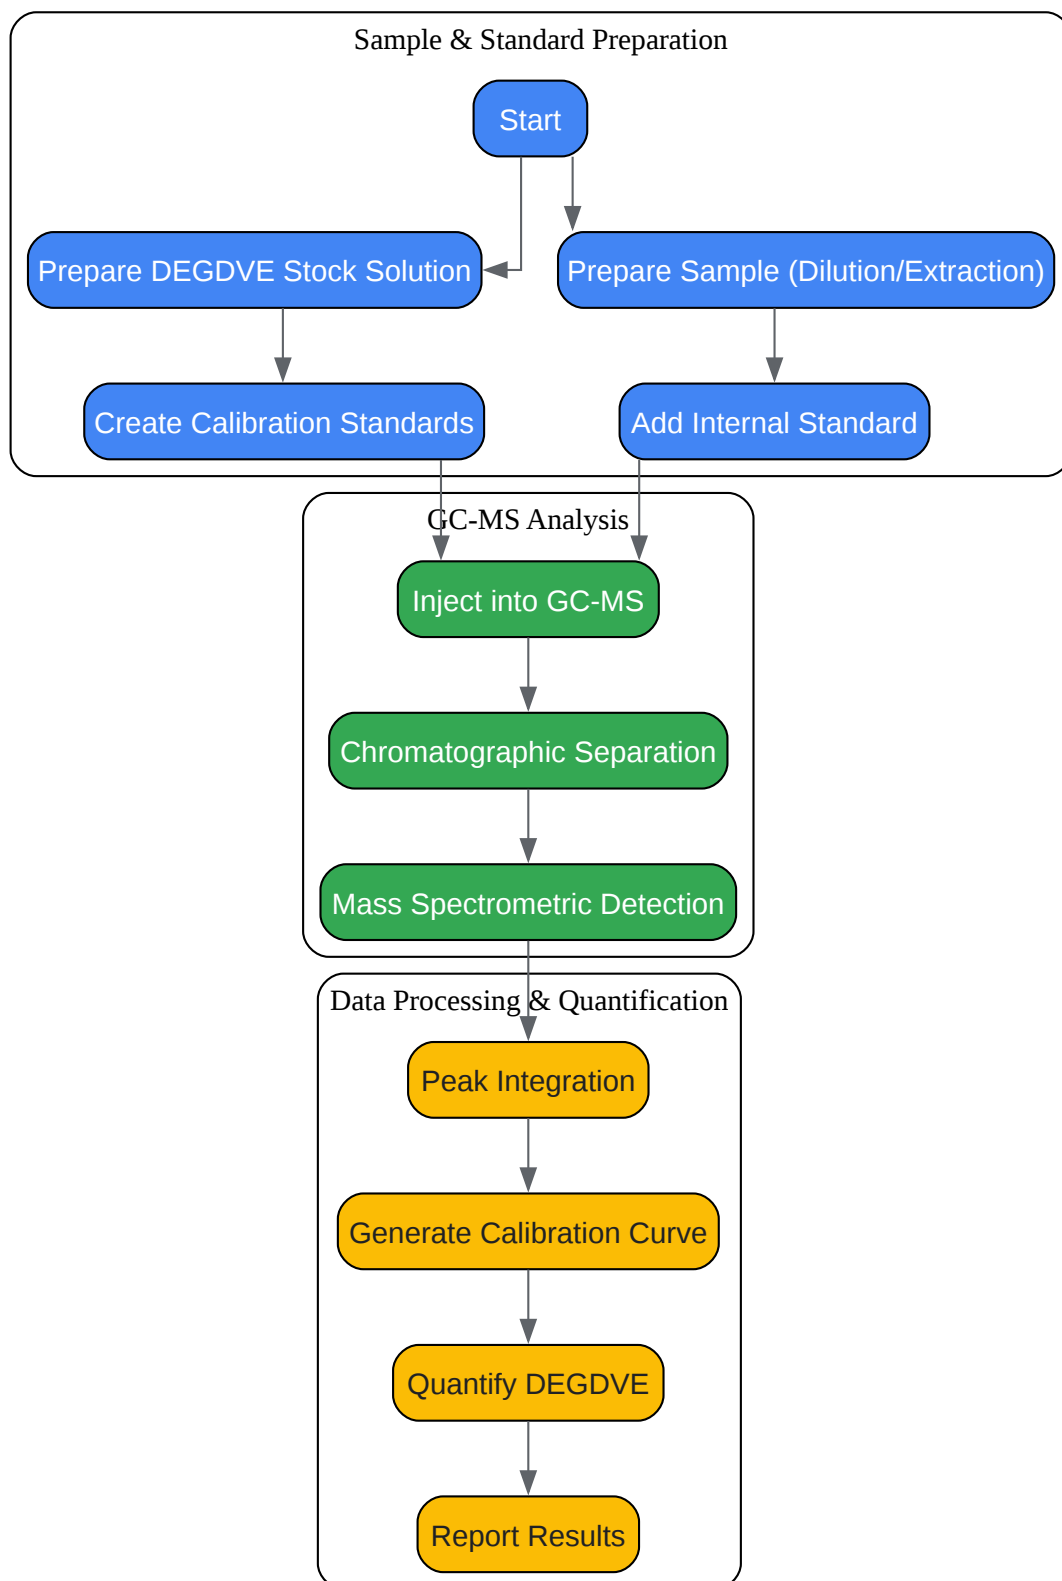 Sample & Standard Preparation
Start
Prepare DEGDVE Stock Solution
Prepare Sample (Dilution/Extraction)
Create Calibration Standards
Add Internal Standard
GC-MS Analysis
Inject into GC-MS
Chromatographic Separation
Mass Spectrometric Detection
Data Processing & Quantification
Peak Integration
Generate Calibration Curve
Quantify DEGDVE
Report Results